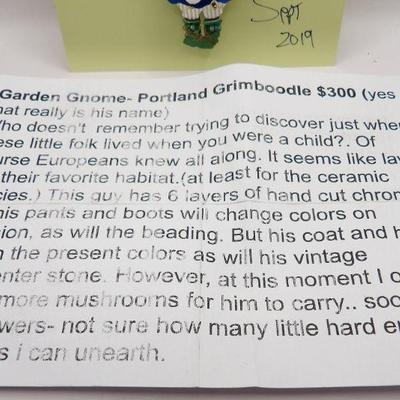 Sept
2019
Garden Gnome- Portland Grimboodle $300 (yes
hat really is his name)
Who doesn't remember trying to discover just where
ese little folk lived when you were a child?. Of
urse Europeans knew all along. It seems like lav
their favorite habitat.(at least for the ceramic
cies.) This guy has 6 layers of hand cut chrom
his pants and boots will change colors on
sion, as will the beading. But his coat and h
n the present colors as will his vintage
enter stone. However, at this moment I o
more mushrooms for him to carry.. soo
wers- not sure how many little hard en
s i can unearth.